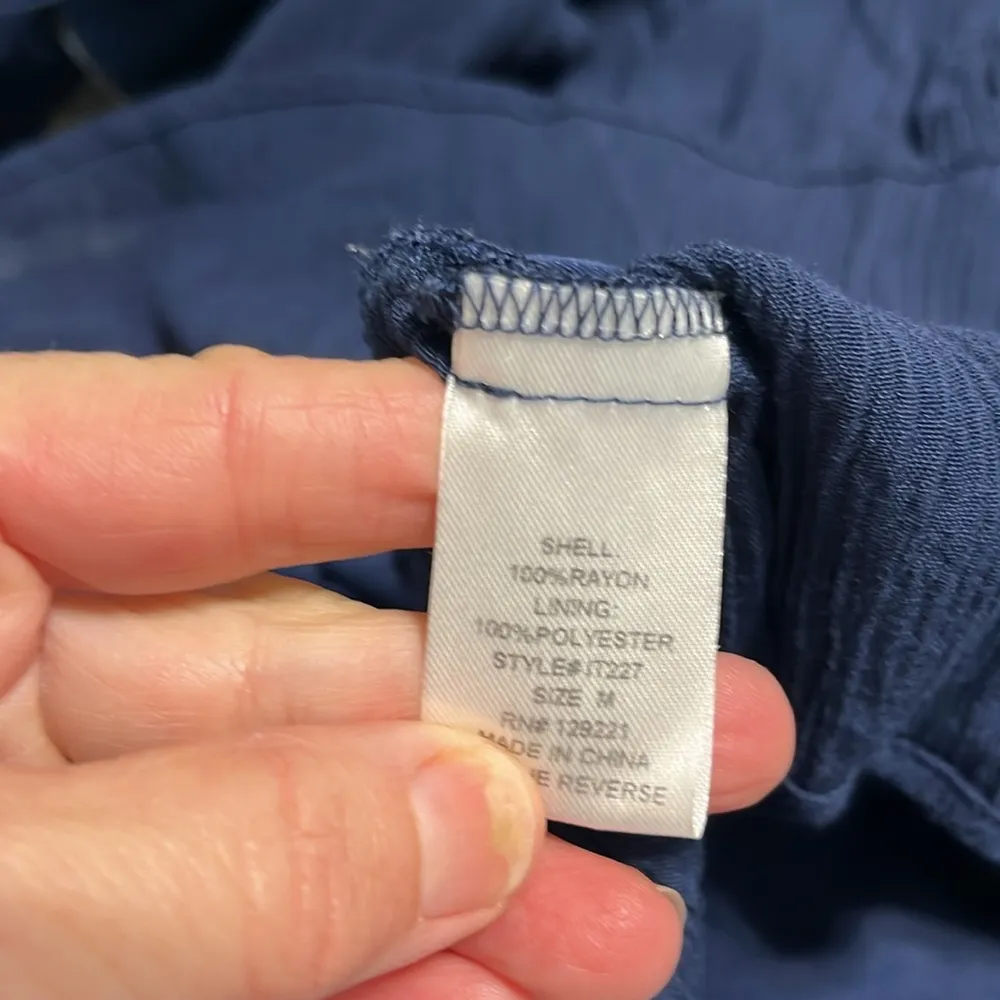 SHELL:
100%RAYON
LINING:
100%POLYESTER
STYLE# IT227
SIZE M
RN# 129221
MADE IN CHINA
REVERSE